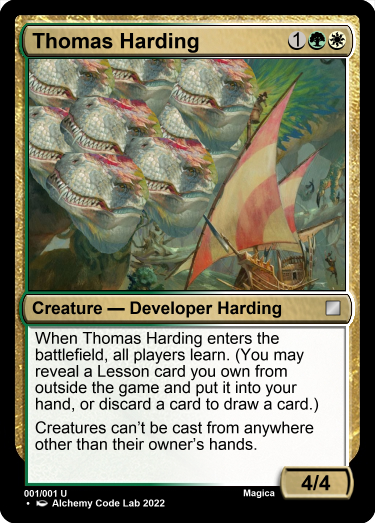 Thomas Harding 1
Creature — Developer Harding
When Thomas Harding enters the
battlefield, all players learn. (You may
reveal a Lesson card you own from
outside the game and put it into your
hand, or discard a card to draw a card.)
Creatures can't be cast from anywhere
other than their owner's hands.
4/4
001/001 U Magica
• Alchemy Code Lab 2022